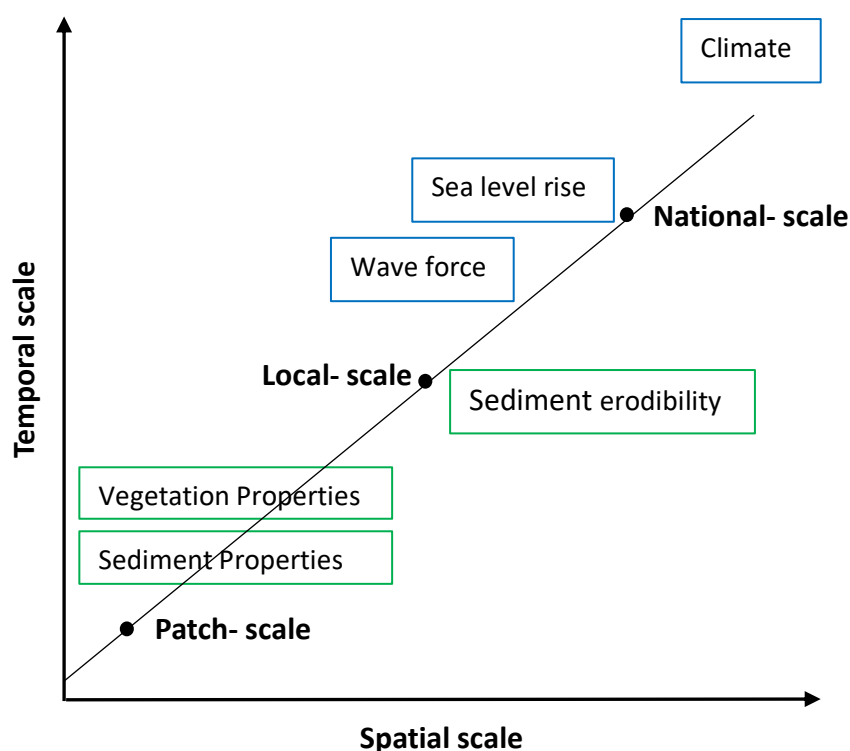 Climate
Sea level rise
National- scale
Wave force
Local- scale
Sediment erodibility
Temporal scale
Vegetation Properties
Sediment Properties
Patch- scale
Spatial scale